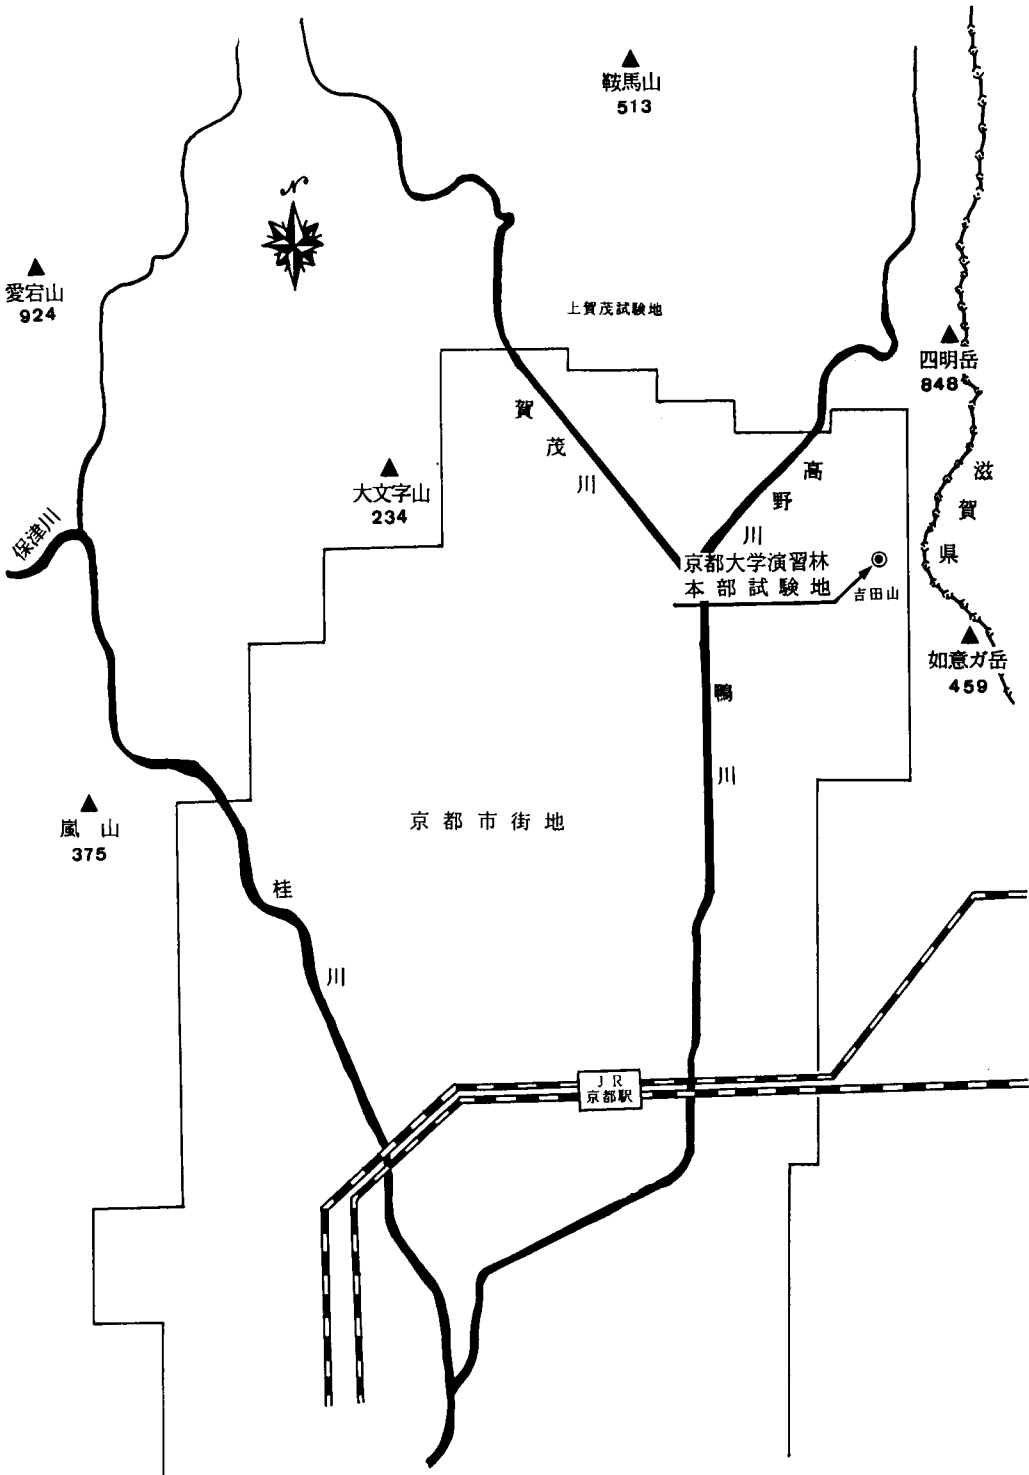 鞍馬山
513
N
愛宕山
924
上賀茂試験地
四明岳
848
賀茂川
高野川
滋賀県
大文字山
234
保津川
京都大学演習林
本部試験地
吉田山
如意ガ岳
459
鴨川
嵐山
375
京都市街地
桂川
JR
京都駅